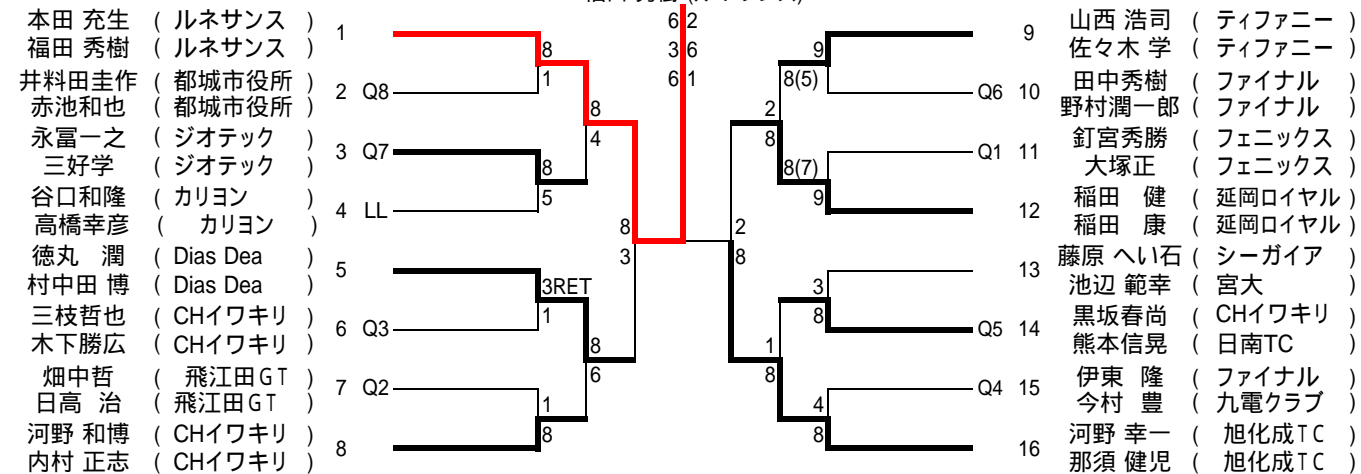 6 2
3 6
6 1
本田 充生 ( ルネサンス )
福田 秀樹 ( ルネサンス )
1
井料田圭作 ( 都城市役所 )
赤池和也 ( 都城市役所 )
2 Q8
永冨一之 ( ジオテック )
三好学 ( ジオテック )
3 Q7
谷口和隆 ( カリヨン )
高橋幸彦 ( カリヨン )
4 LL
徳丸 潤 ( Dias Dea )
村中田 博 ( Dias Dea )
5
三枝哲也 ( CHイワキリ )
木下勝広 ( CHイワキリ )
6 Q3
畑中哲 ( 飛江田GT )
日高 治 ( 飛江田GT )
7 Q2
河野 和博 ( CHイワキリ )
内村 正志 ( CHイワキリ )
8
8
1
8
5
3RET
1
1
8
8
4
8
6
8
3
2
8
2
8
1
8
9
8(5)
8(7)
9
3
8
4
8
9
山西 浩司 ( ティファニー )
佐々木 学 ( ティファニー )
Q6 10
田中秀樹 ( ファイナル )
野村潤一郎 ( ファイナル )
Q1 11
釘宮秀勝 ( フェニックス )
大塚正 ( フェニックス )
12
稲田 健 ( 延岡ロイヤル )
稲田 康 ( 延岡ロイヤル )
13
藤原 へい石 ( シーガイア )
池辺 範幸 ( 宮大 )
Q5 14
黒坂春尚 ( CHイワキリ )
熊本信晃 ( 日南TC )
Q4 15
伊東 隆 ( ファイナル )
今村 豊 ( 九電クラブ )
16
河野 幸一 ( 旭化成TC )
那須 健児 ( 旭化成TC )